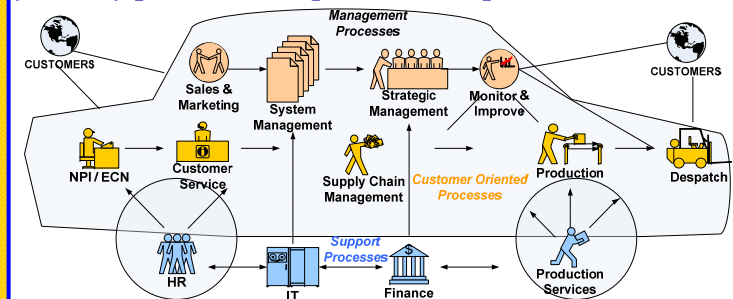 Management
Processes
CUSTOMERS
CUSTOMERS
Sales &
Marketing
System
Management
Strategic
Management
Monitor &
Improve
NPI / ECN
Customer
Service
Supply Chain
Management
Customer Oriented
Processes
Production
Despatch
Support
Processes
HR
IT
$
Finance
Production
Services